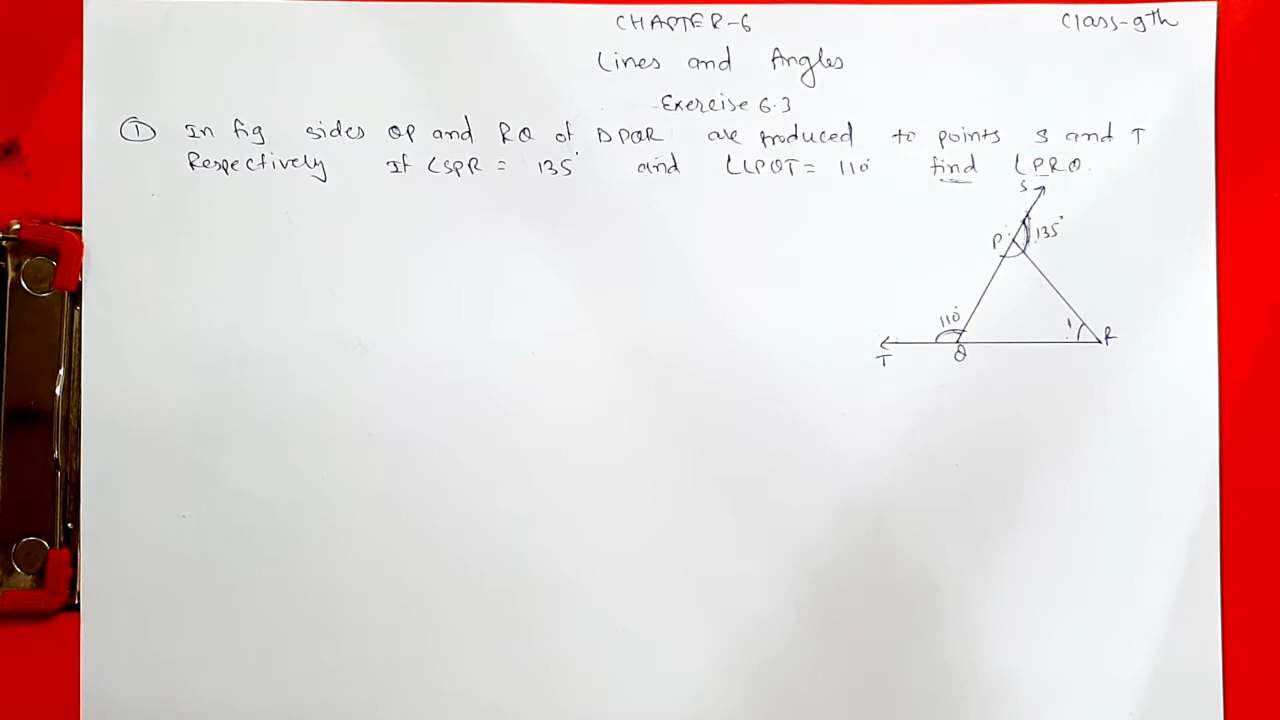 CHAPTER-6
Class-9th
Lines and Angles
Exercise 6.3
① In fig sides QP and RQ of ΔPQR are produced to points S and T
Respectively If ∠SPR = 135° and ∠LPQT = 110° find ∠PRQ.
S
P 135°
110°
T Q R